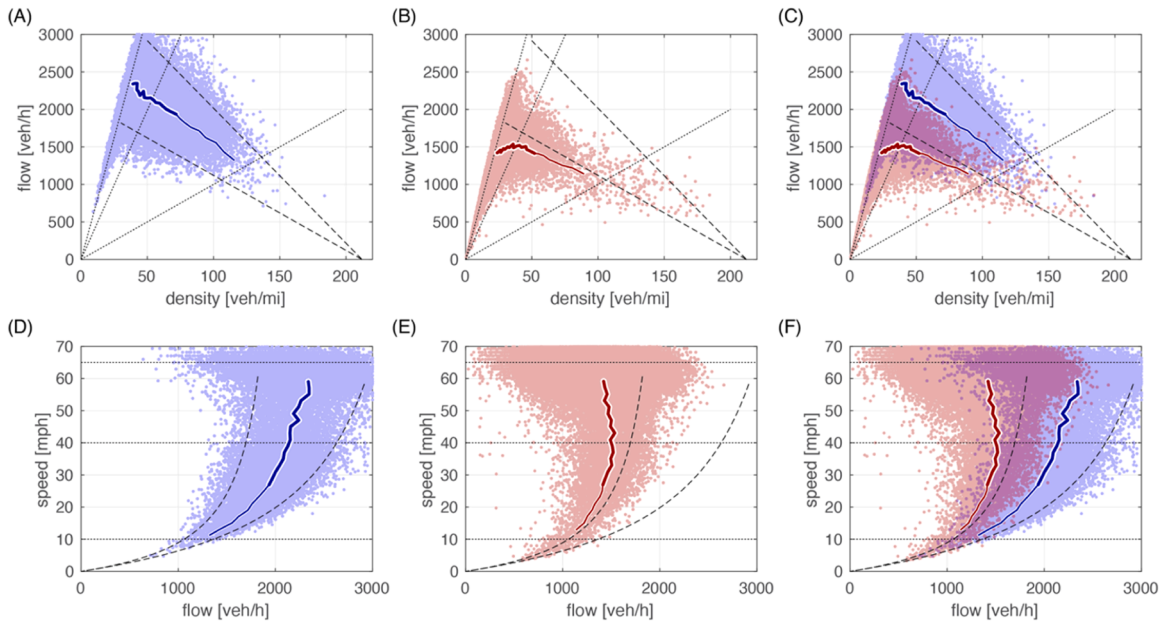 (A)
(B)
(C)
3000
2500
2000
1500
1000
500
0
flow [veh/h]
0 50 100 150 200
density [veh/mi]
3000
2500
2000
1500
1000
500
0
flow [veh/h]
0 50 100 150 200
density [veh/mi]
3000
2500
2000
1500
1000
500
0
flow [veh/h]
0 50 100 150 200
density [veh/mi]
(D)
(E)
(F)
70
60
50
40
30
20
10
0
speed [mph]
0 1000 2000 3000
flow [veh/h]
70
60
50
40
30
20
10
0
speed [mph]
0 1000 2000 3000
flow [veh/h]
70
60
50
40
30
20
10
0
speed [mph]
0 1000 2000 3000
flow [veh/h]